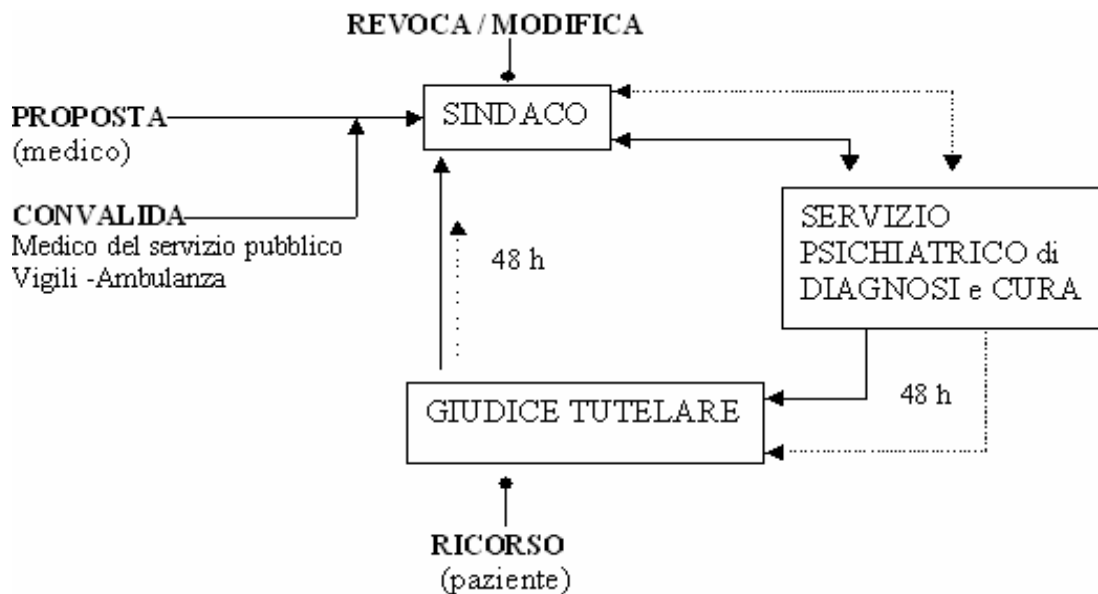 REVOCA / MODIFICA
SINDACO
PROPOSTA
(medico)
CONVALIDA
Medico del servizio pubblico
Vigili -Ambulanza
48 h
SERVIZIO
PSICHIATRICO di
DIAGNOSI e CURA
GIUDICE TUTELARE
48 h
RICORSO
(paziente)